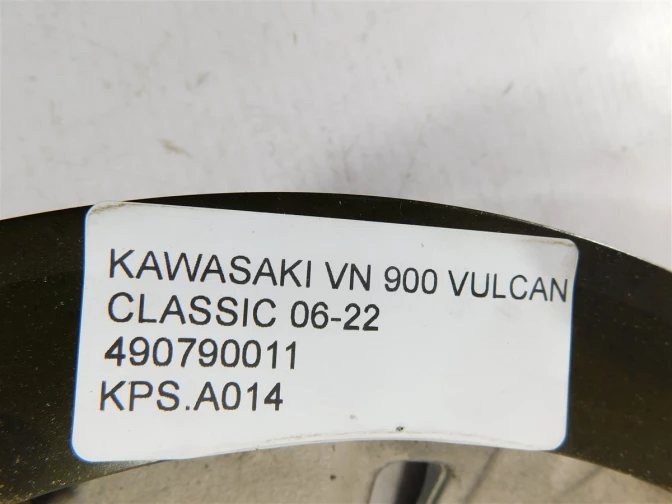 KAWASAKI VN 900 VULCAN
CLASSIC 06-22
490790011
KPS.A014